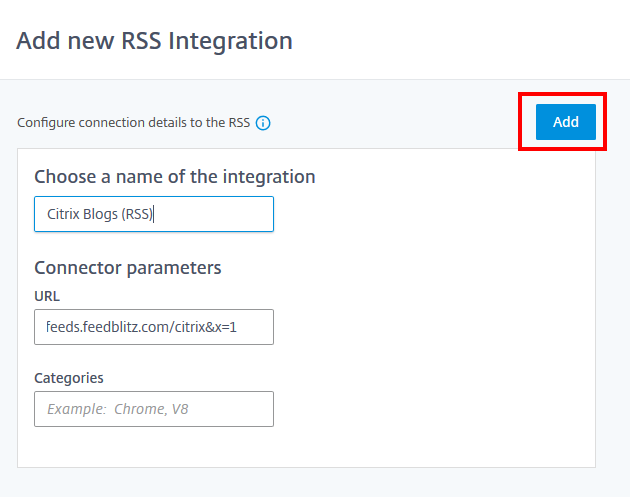 Add new RSS Integration
Configure connection details to the RSS
Add
Choose a name of the integration
Citrix Blogs (RSS)
Connector parameters
URL
feeds.feedblitz.com/citrix&x=1
Categories
Example: Chrome, V8